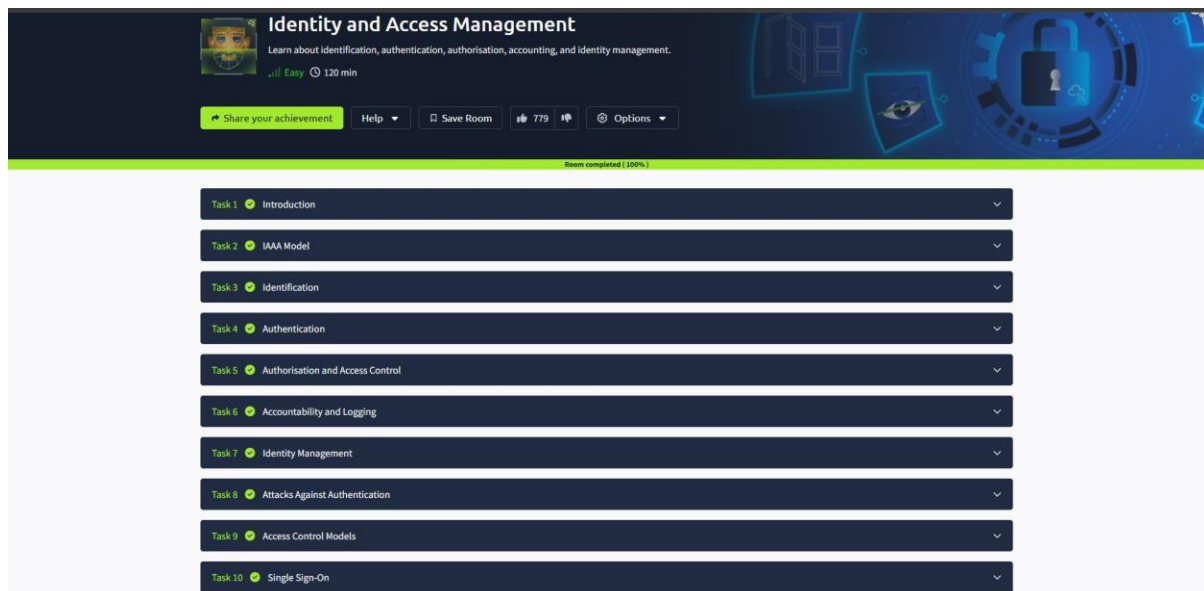 Identity and Access Management
Learn about identification, authentication, authorisation, accounting, and identity management.
Easy 120 min
Share your achievement Help Save Room 779 Options
Room completed ( 100% )
Task 1 Introduction
Task 2 IAAA Model
Task 3 Identification
Task 4 Authentication
Task 5 Authorisation and Access Control
Task 6 Accountability and Logging
Task 7 Identity Management
Task 8 Attacks Against Authentication
Task 9 Access Control Models
Task 10 Single Sign-On